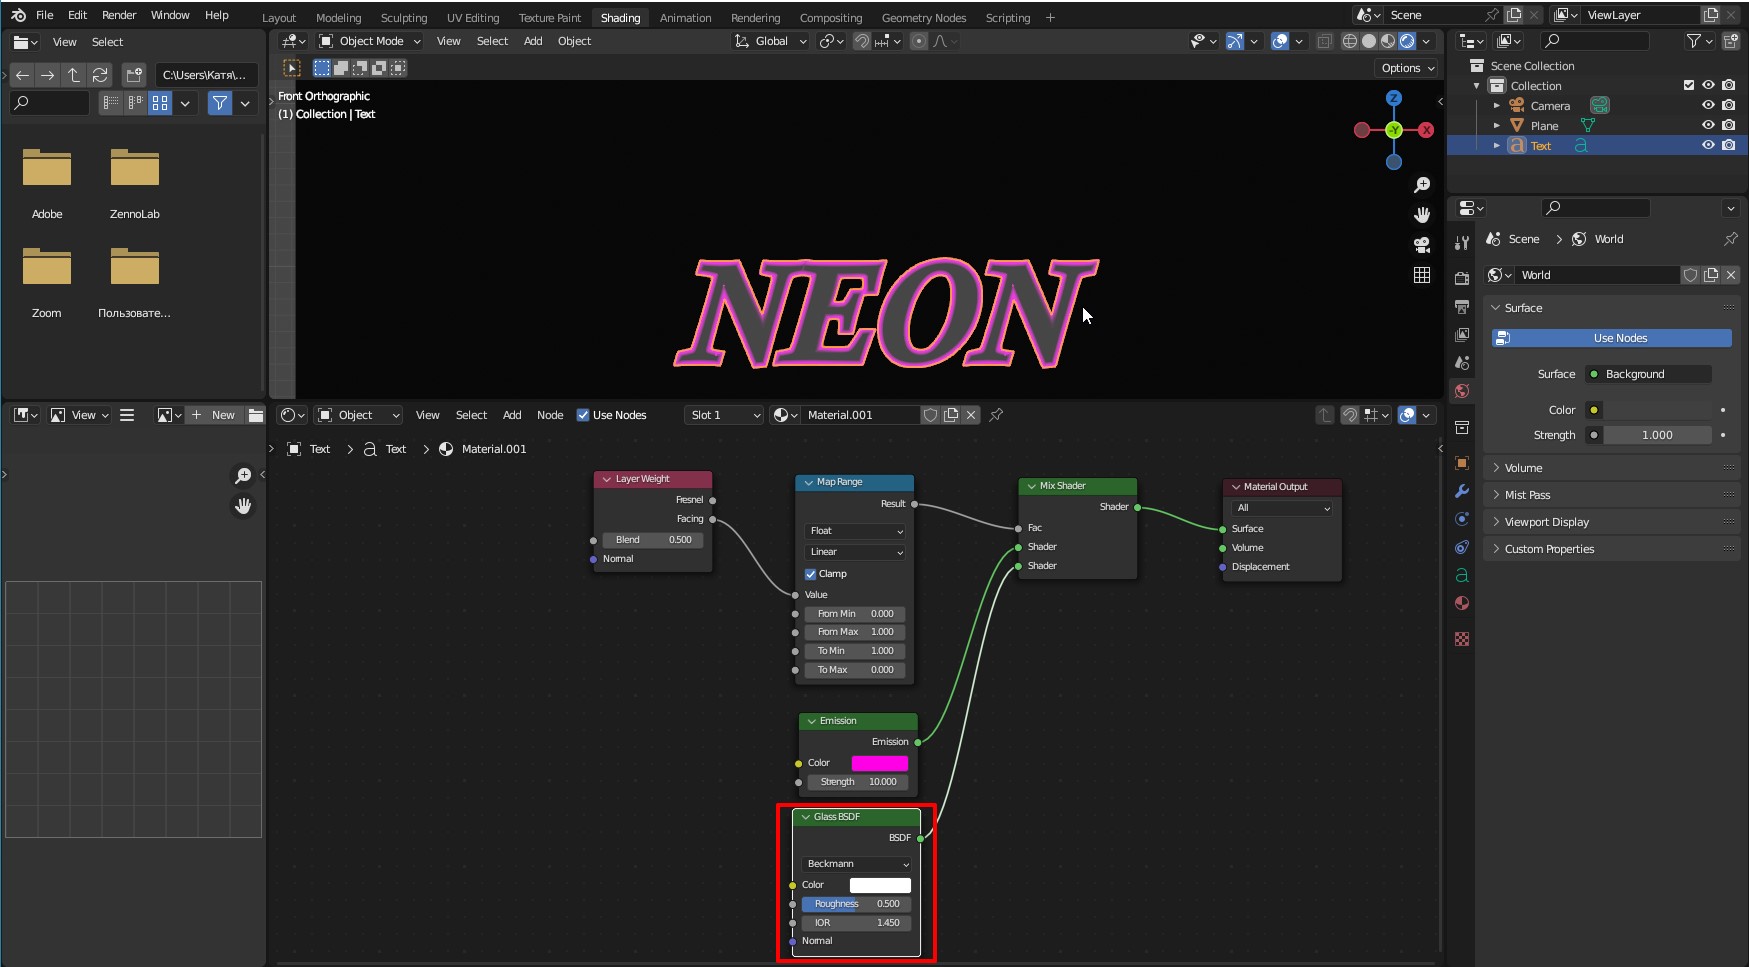 File Edit Render Window Help
Layout Modeling Sculpting UV Editing Texture Paint Shading Animation Rendering Compositing Geometry Nodes Scripting +
Scene
ViewLayer
View Select
C:\Users\Катя\...
Adobe
ZennoLab
Zoom
Пользовате...
Object Mode View Select Add Object
Global
Options
Front Orthographic
(1) Collection | Text
Z
-Y
X
NEON
Scene Collection
Collection
Camera
Plane
Text
Scene > World
World
Surface
Use Nodes
Surface Background
Color
Strength 1.000
Volume
Mist Pass
Viewport Display
Custom Properties
View
+ New
Object View Select Add Node Use Nodes Slot 1 Material.001
Text > Text > Material.001
Layer Weight
Fresnel
Facing
Blend 0.500
Normal
Map Range
Result
Float
Linear
Clamp
Value
From Min 0.000
From Max 1.000
To Min 1.000
To Max 0.000
Mix Shader
Shader
Fac
Shader
Shader
Material Output
All
Surface
Volume
Displacement
Emission
Emission
Color
Strength 10.000
Glass BSDF
BSDF
Beckmann
Color
Roughness 0.500
IOR 1.450
Normal